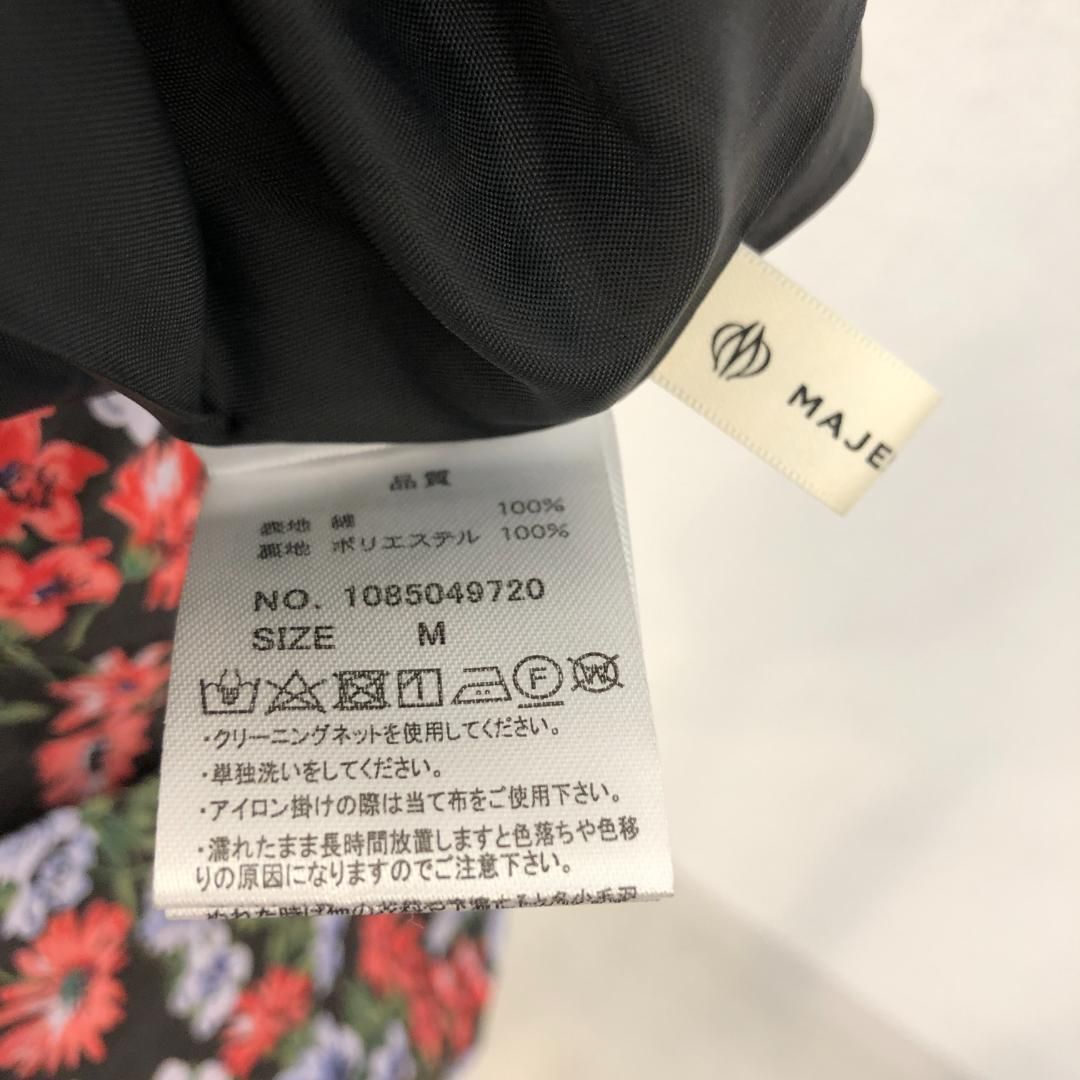 MAJE
品質
表地 綿 100%
裏地 ポリエステル 100%
NO. 1085049720
SIZE M
F
W
・クリーニングネットを使用してください。
・単独洗いをしてください。
・アイロン掛けの際は当て布をご使用下さい。
・濡れたまま長時間放置しますと色落ちや色移
りの原因になりますのでご注意下さい。